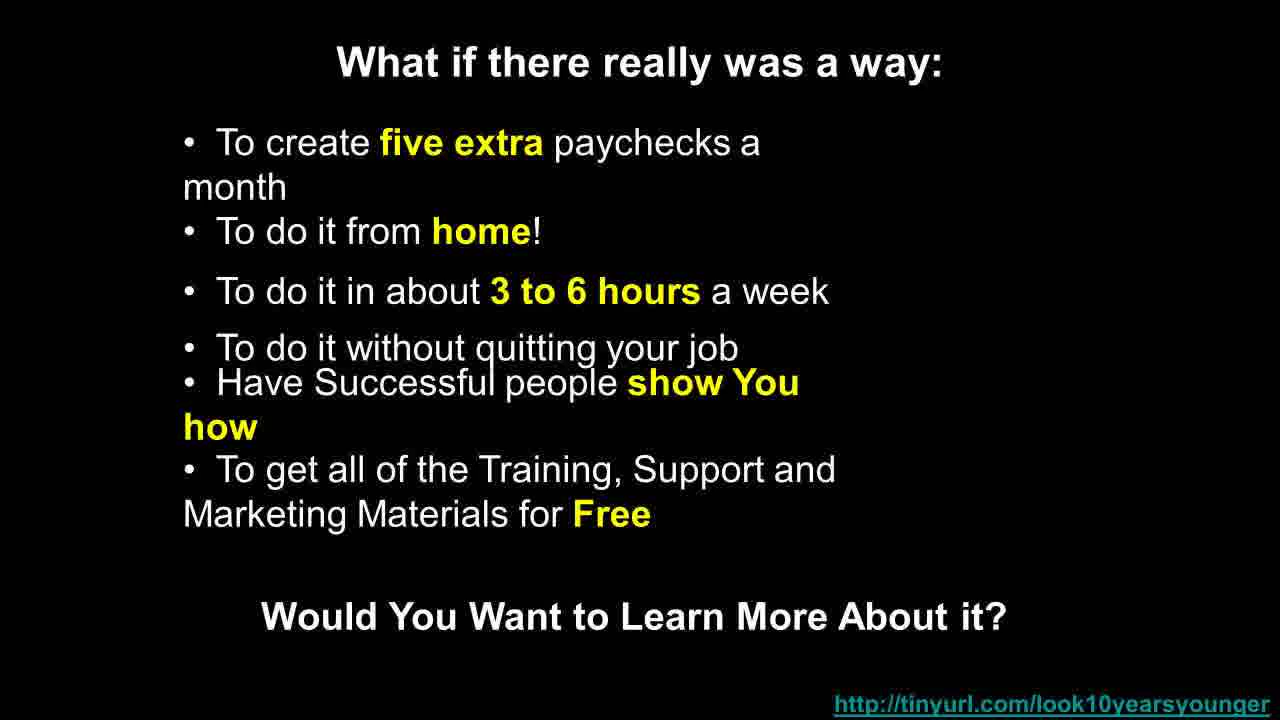 What if there really was a way:
• To create five extra paychecks a
month
• To do it from home!
• To do it in about 3 to 6 hours a week
• To do it without quitting your job
• Have Successful people show You
how
• To get all of the Training, Support and
Marketing Materials for Free
Would You Want to Learn More About it?
http://tinyurl.com/look10yearsyounger